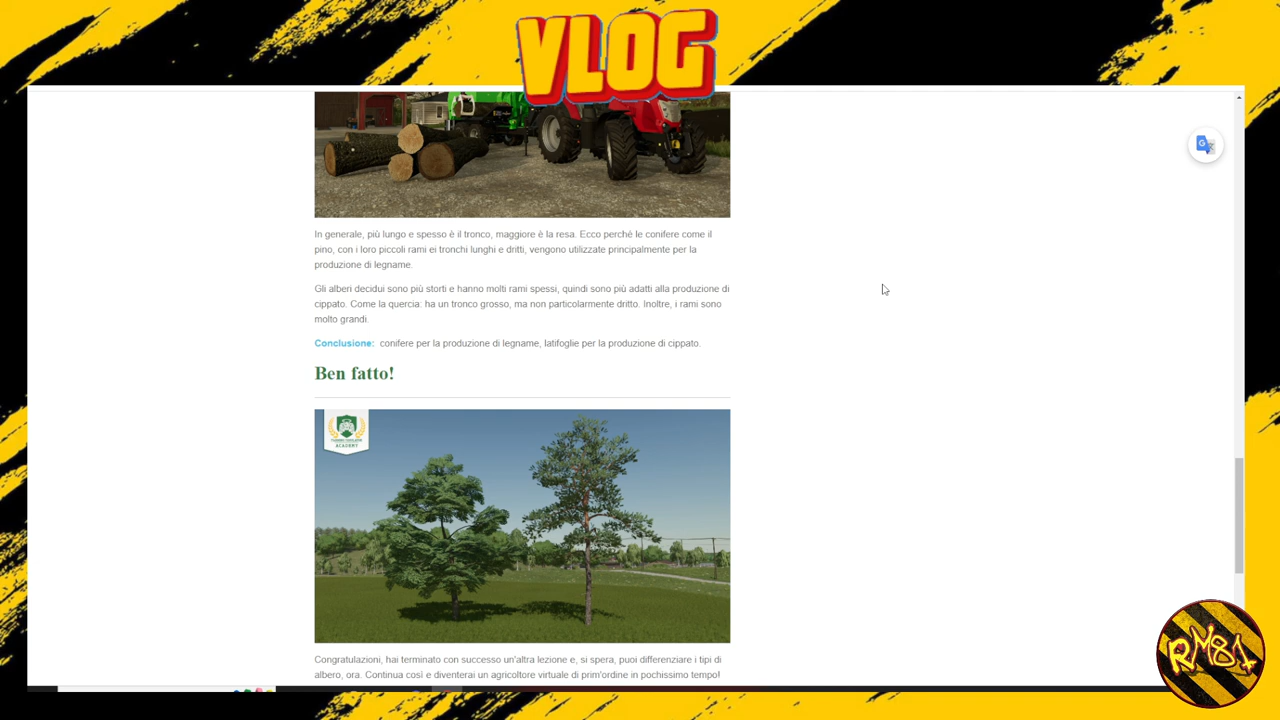 VLOG
In generale, più lungo e spesso è il tronco, maggiore è la resa. Ecco perché le conifere come il
pino, con i loro piccoli rami ei tronchi lunghi e dritti, vengono utilizzate principalmente per la
produzione di legname.
Gli alberi decidui sono più storti e hanno molti rami spessi, quindi sono più adatti alla produzione di
cippato. Come la quercia: ha un tronco grosso, ma non particolarmente dritto. Inoltre, i rami sono
molto grandi.
Conclusione: conifere per la produzione di legname, latifoglie per la produzione di cippato.
Ben fatto!
ACADEMY
Congratulazioni, hai terminato con successo un'altra lezione e, si spera, puoi differenziare i tipi di
albero, ora. Continua così e diventerai un agricoltore virtuale di prim'ordine in pochissimo tempo!
RM81